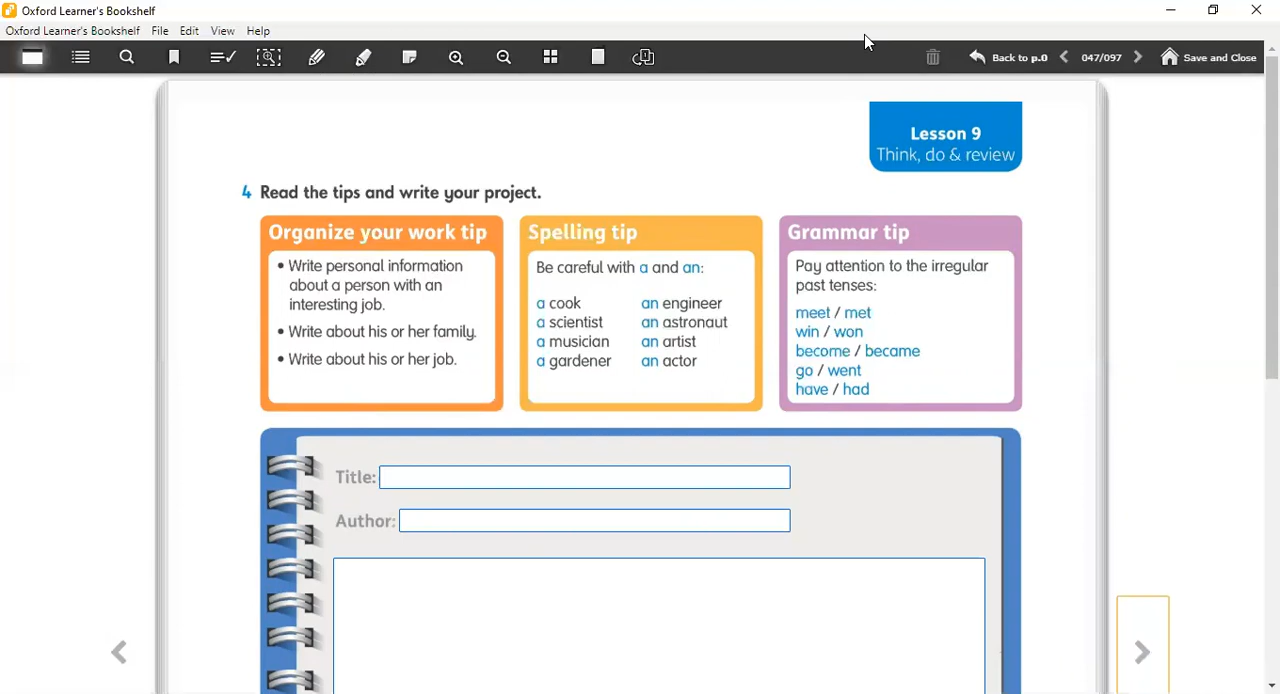 Oxford Learner's Bookshelf
Oxford Learner's Bookshelf File Edit View Help
Back to p.0 047/097 Save and Close
Lesson 9
Think, do & review
4 Read the tips and write your project.
Organize your work tip
• Write personal information
about a person with an
interesting job.
• Write about his or her family.
• Write about his or her job.
Spelling tip
Be careful with a and an:
a cook an engineer
a scientist an astronaut
a musician an artist
a gardener an actor
Grammar tip
Pay attention to the irregular
past tenses:
meet / met
win / won
become / became
go / went
have / had
Title:
Author: